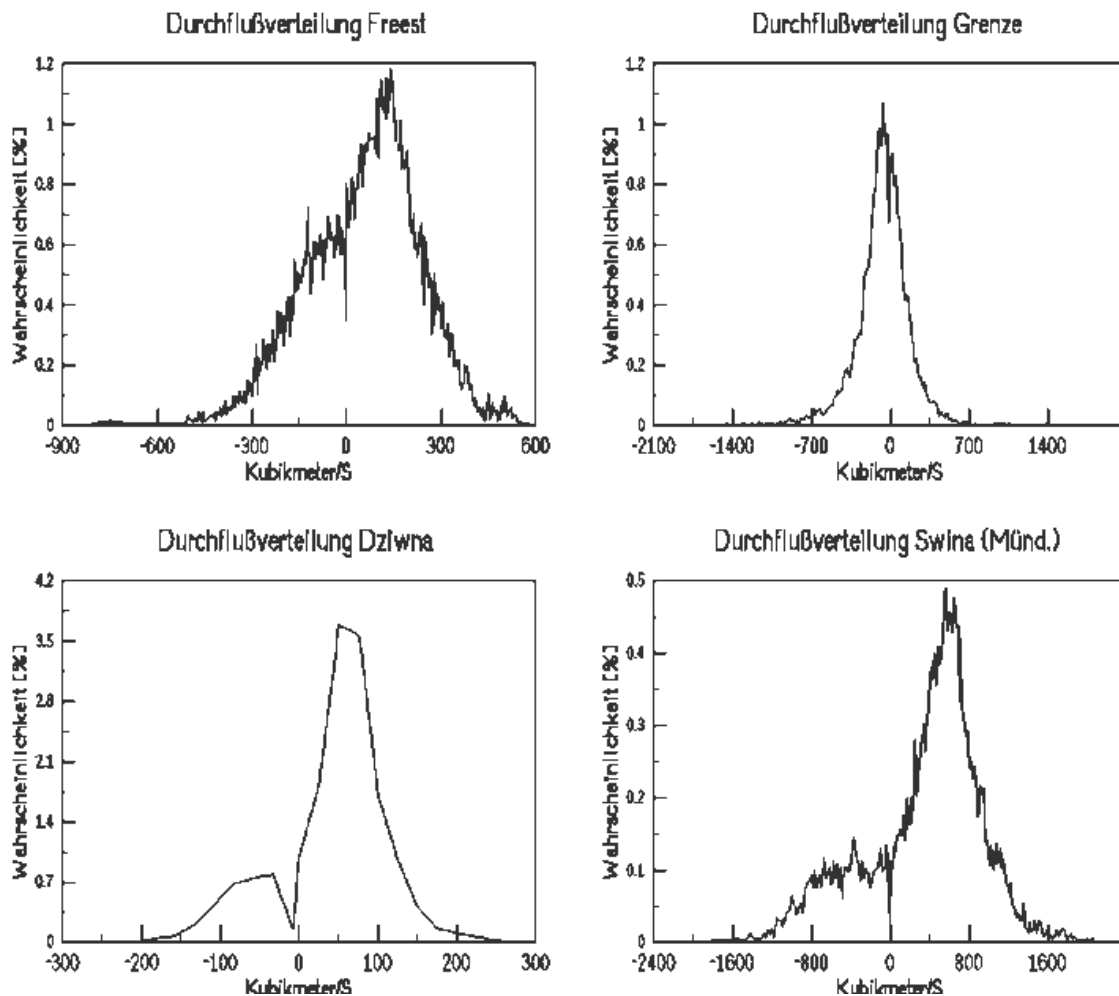 Durchflußverteilung Freest
1.2
1
0.8
0.6
0.4
0.2
0
Wahrscheinlichkeit [%]
-900 -600 -300 0 300 600
Kubikmeter/S
Durchflußverteilung Grenze
1.2
1
0.8
0.6
0.4
0.2
0
Wahrscheinlichkeit [%]
-2100 -1400 -700 0 700 1400
Kubikmeter/S
Durchflußverteilung Dziwna
4.2
3.5
2.8
2.1
1.4
0.7
0
Wahrscheinlichkeit [%]
-300 -200 -100 0 100 200 300
Kubikmeter/S
Durchflußverteilung Swina (Münd.)
0.5
0.4
0.3
0.2
0.1
0
Wahrscheinlichkeit [%]
-2400 -1600 -800 0 800 1600
Kubikmeter/S